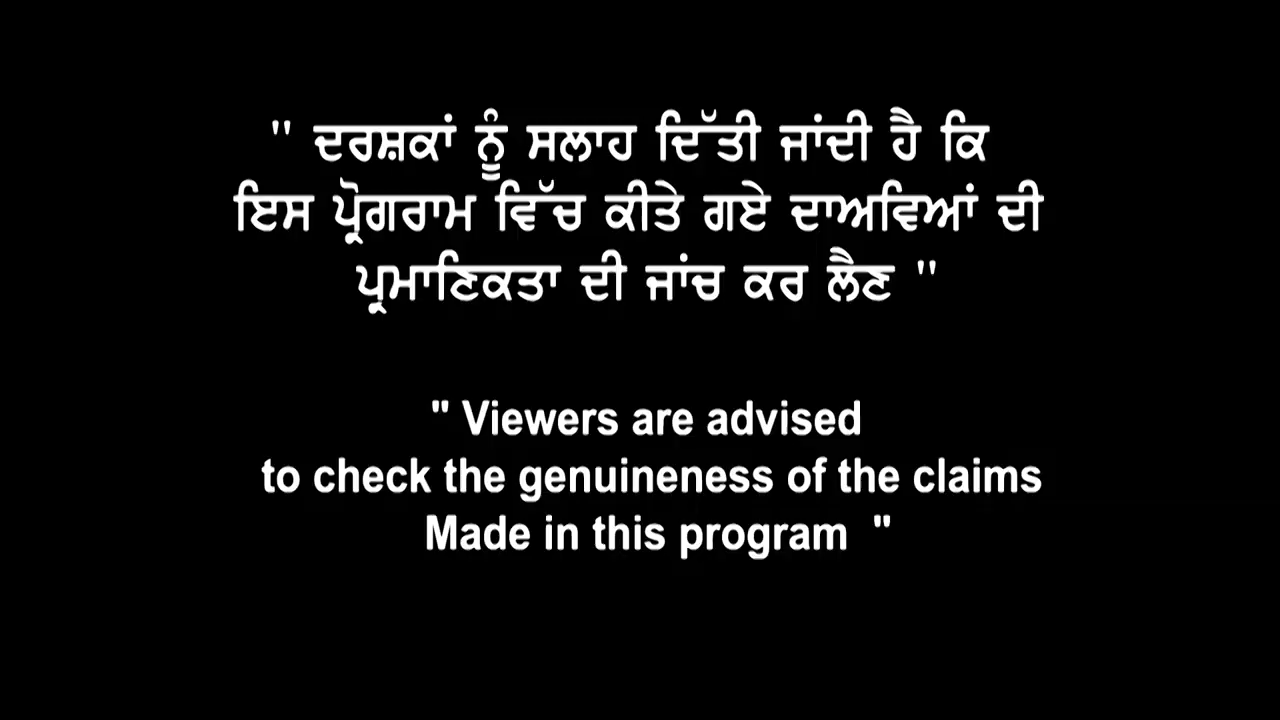 " ਦਰਸ਼ਕਾਂ ਨੂੰ ਸਲਾਹ ਦਿੱਤੀ ਜਾਂਦੀ ਹੈ ਕਿ
ਇਸ ਪ੍ਰੋਗਰਾਮ ਵਿੱਚ ਕੀਤੇ ਗਏ ਦਾਅਵਿਆਂ ਦੀ
ਪ੍ਰਮਾਣਿਕਤਾ ਦੀ ਜਾਂਚ ਕਰ ਲੈਣ "
" Viewers are advised
to check the genuineness of the claims
Made in this program "